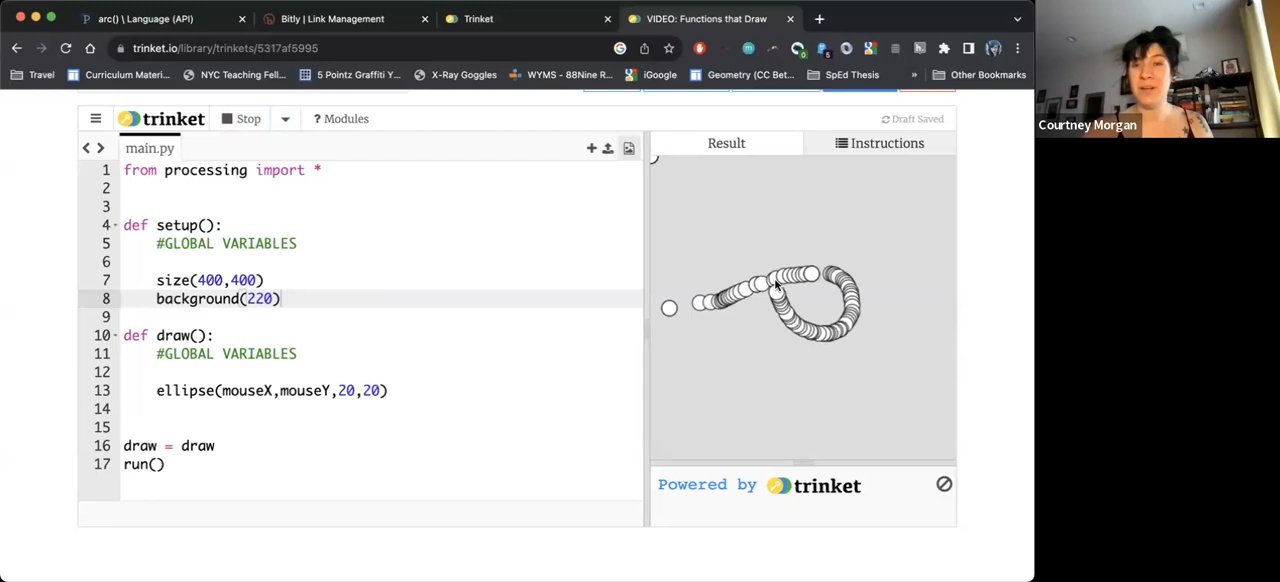 arc() \ Language (API)
Bitly | Link Management
Trinket
VIDEO: Functions that Draw
trinket.io/library/trinkets/5317af5995
Travel
Curriculum Materi...
NYC Teaching Fell...
5 Pointz Graffiti Y...
X-Ray Goggles
WYMS - 88Nine R...
iGoogle
Geometry (CC Bet...
SpEd Thesis
»
Other Bookmarks
trinket
Stop
? Modules
Draft Saved
main.py
Result
Instructions
1 from processing import *
2
3
4 def setup():
5 #GLOBAL VARIABLES
6
7 size(400,400)
8 background(220)
9
10 def draw():
11 #GLOBAL VARIABLES
12
13 ellipse(mouseX,mouseY,20,20)
14
15
16 draw = draw
17 run()
Powered by trinket
Courtney Morgan